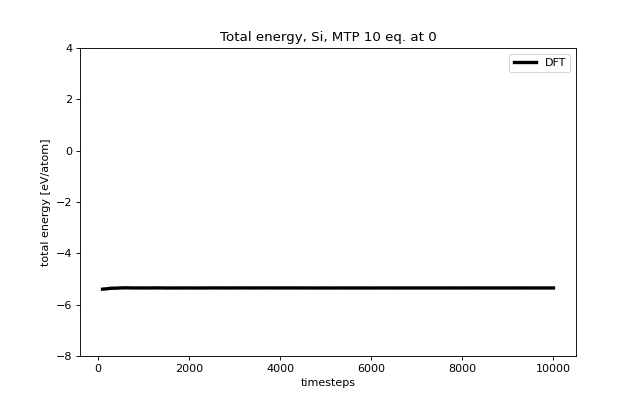 Total energy, Si, MTP 10 eq. at 0
DFT
total energy [eV/atom]
4
2
0
−2
−4
−6
−8
0 2000 4000 6000 8000 10000
timesteps